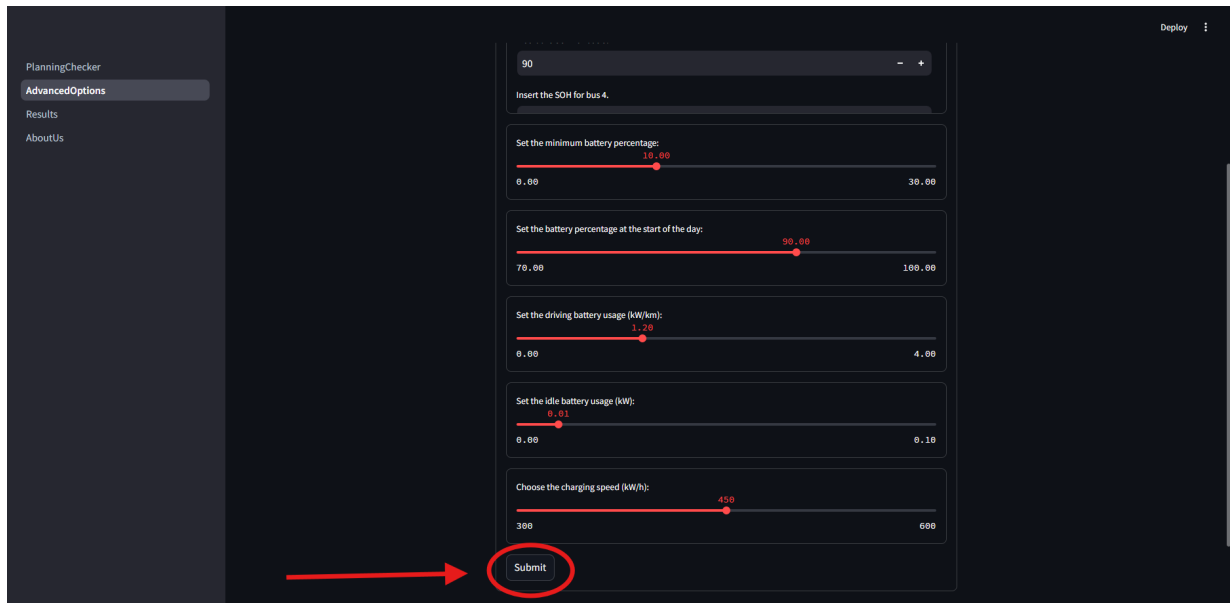 Deploy
PlanningChecker
AdvancedOptions
Results
AboutUs
90
Insert the SOH for bus 4.
Set the minimum battery percentage:
10.00
0.00 30.00
Set the battery percentage at the start of the day:
90.00
70.00 100.00
Set the driving battery usage (kW/km):
1.20
0.00 4.00
Set the idle battery usage (kW):
0.01
0.00 0.10
Choose the charging speed (kW/h):
450
300 600
Submit